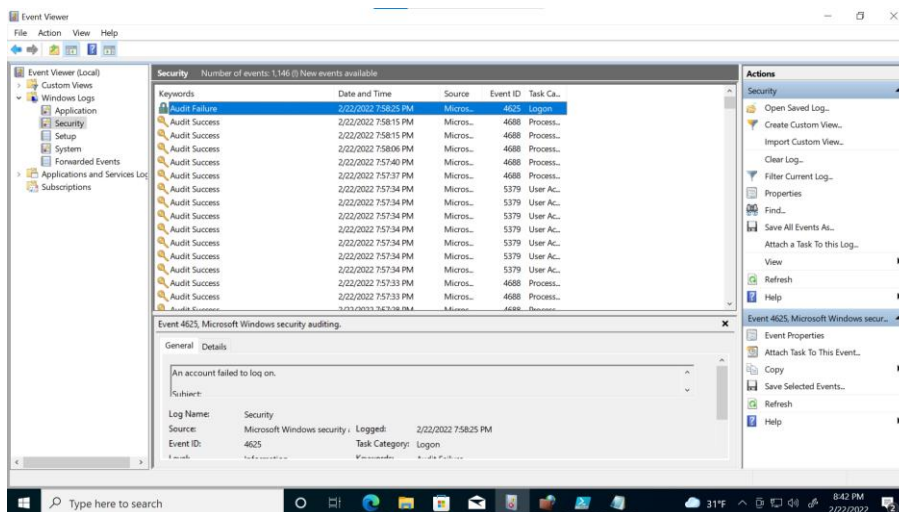 Event Viewer
File Action View Help
Event Viewer (Local)
Custom Views
Windows Logs
Application
Security
Setup
System
Forwarded Events
Applications and Services Log
Subscriptions
Security Number of events: 1,146 (!) New events available
Keywords Date and Time Source Event ID Task Ca...
Audit Failure 2/22/2022 7:58:25 PM Micros... 4625 Logon
Audit Success 2/22/2022 7:58:15 PM Micros... 4688 Process...
Audit Success 2/22/2022 7:58:15 PM Micros... 4688 Process...
Audit Success 2/22/2022 7:58:06 PM Micros... 4688 Process...
Audit Success 2/22/2022 7:57:40 PM Micros... 4688 Process...
Audit Success 2/22/2022 7:57:37 PM Micros... 4688 Process...
Audit Success 2/22/2022 7:57:34 PM Micros... 5379 User Ac...
Audit Success 2/22/2022 7:57:34 PM Micros... 5379 User Ac...
Audit Success 2/22/2022 7:57:34 PM Micros... 5379 User Ac...
Audit Success 2/22/2022 7:57:34 PM Micros... 5379 User Ac...
Audit Success 2/22/2022 7:57:34 PM Micros... 5379 User Ac...
Audit Success 2/22/2022 7:57:34 PM Micros... 5379 User Ac...
Audit Success 2/22/2022 7:57:34 PM Micros... 5379 User Ac...
Audit Success 2/22/2022 7:57:33 PM Micros... 4688 Process...
Audit Success 2/22/2022 7:57:33 PM Micros... 4688 Process...
Audit Success 2/22/2022 7:57:28 PM Micros... 4688 Process...
Event 4625, Microsoft Windows security auditing.
General Details
An account failed to log on.
Subject:
Log Name: Security
Source: Microsoft Windows security Logged: 2/22/2022 7:58:25 PM
Event ID: 4625 Task Category: Logon
Level: Information Keywords: Audit Failure
Actions
Security
Open Saved Log...
Create Custom View...
Import Custom View...
Clear Log...
Filter Current Log...
Properties
Find...
Save All Events As...
Attach a Task To this Log...
View
Refresh
Help
Event 4625, Microsoft Windows secur...
Event Properties
Attach Task To This Event...
Copy
Save Selected Events...
Refresh
Help
Type here to search
31°F
8:42 PM
2/22/2022